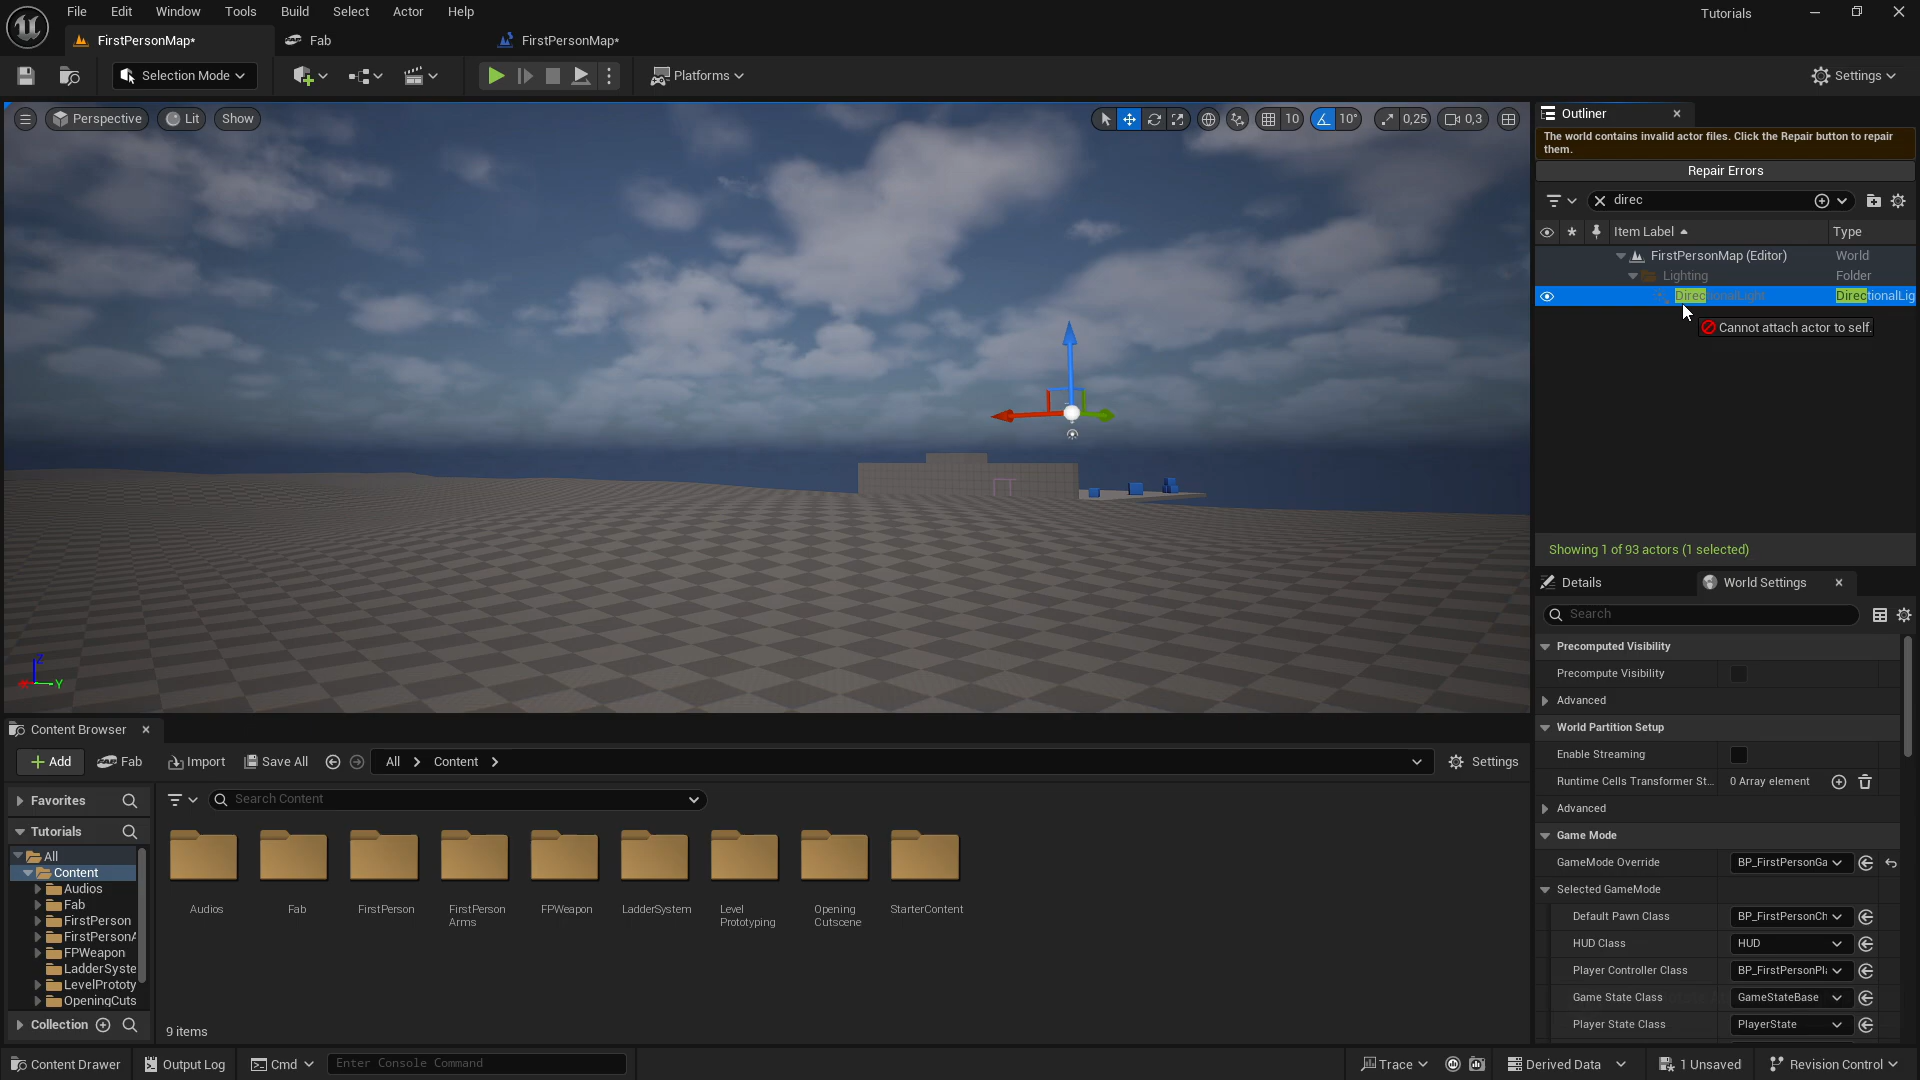 File Edit Window Tools Build Select Actor Help
Tutorials
FirstPersonMap*
Fab
FirstPersonMap*
Selection Mode
Platforms
Settings
Perspective
Lit
Show
10
10°
0,25
0,3
Outliner
The world contains invalid actor files. Click the Repair button to repair
them.
Repair Errors
direc
Item Label
Type
FirstPersonMap (Editor)
World
Lighting
Folder
DirectionalLight
DirectionalLig
Cannot attach actor to self.
Showing 1 of 93 actors (1 selected)
Details
World Settings
Search
Precomputed Visibility
Precompute Visibility
Advanced
World Partition Setup
Enable Streaming
Runtime Cells Transformer St...
0 Array element
Advanced
Game Mode
GameMode Override
BP_FirstPersonGa
Selected GameMode
Default Pawn Class
BP_FirstPersonCh
HUD Class
HUD
Player Controller Class
BP_FirstPersonPl
Game State Class
GameStateBase
Player State Class
PlayerState
Z
X
Y
Content Browser
Add
Fab
Import
Save All
All
Content
Settings
Favorites
Search Content
Tutorials
All
Content
Audios
Fab
FirstPerson
FirstPersonA
FPWeapon
LadderSyste
LevelPrototy
OpeningCuts
Collection
Audios
Fab
FirstPerson
FirstPerson
Arms
FPWeapon
LadderSystem
Level
Prototyping
Opening
Cutscene
StarterContent
9 items
Content Drawer
Output Log
Cmd
Enter Console Command
Trace
Derived Data
1 Unsaved
Revision Control